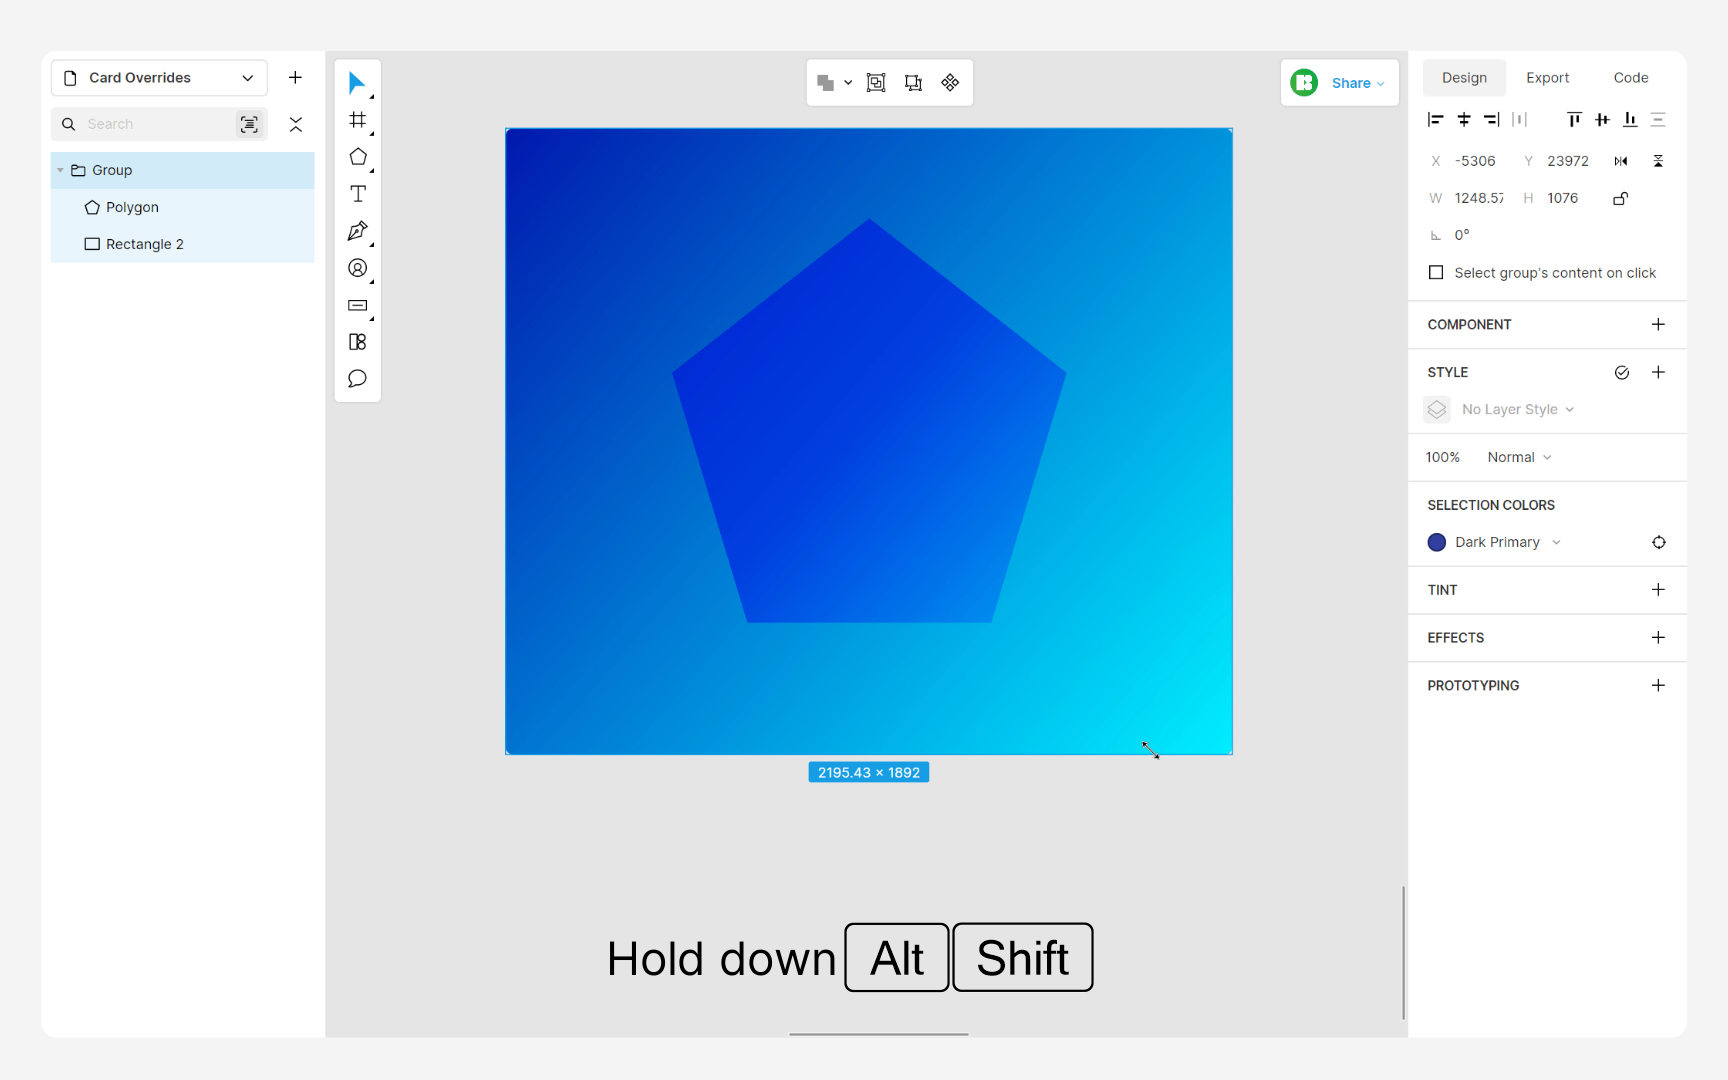 Card Overrides
Search
Group
Polygon
Rectangle 2
Share
Design Export Code
X -5306 Y 23972
W 1248.57 H 1076
0°
Select group's content on click
COMPONENT
STYLE
No Layer Style
100% Normal
SELECTION COLORS
Dark Primary
TINT
EFFECTS
PROTOTYPING
2195.43 × 1892
Hold down Alt Shift